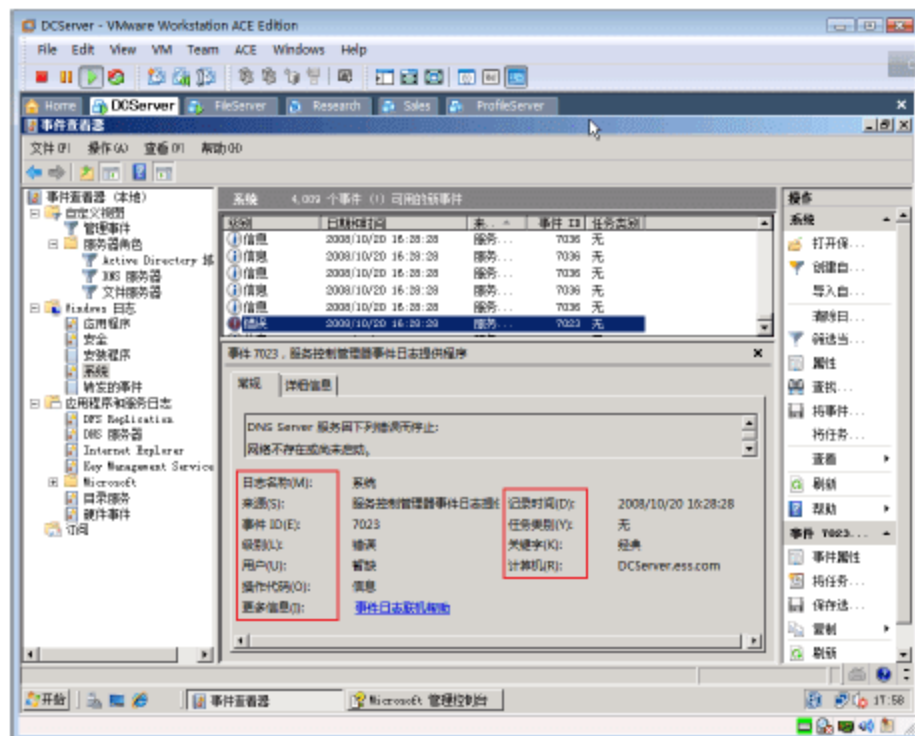 DCServer - VMware Workstation ACE Edition
File Edit View VM Team ACE Windows Help
Home DCServer FileServer Research Sales ProfileServer
事件查看器
文件(F) 操作(A) 查看(V) 帮助(H)
事件查看器 (本地)
自定义视图
管理事件
服务器角色
Active Directory 域
DNS 服务器
文件服务器
Windows 日志
应用程序
安全
安装程序
系统
转发的事件
应用程序和服务日志
DFS Replication
DNS 服务器
Internet Explorer
Key Management Service
Microsoft
目录服务
硬件事件
订阅
系统 4,009 个事件 (!) 可用的新事件
级别 日期和时间 来... 事件 ID 任务类别
信息 2008/10/20 16:28:28 服务... 7036 无
信息 2008/10/20 16:28:28 服务... 7036 无
信息 2008/10/20 16:28:28 服务... 7036 无
信息 2008/10/20 16:28:28 服务... 7036 无
信息 2008/10/20 16:28:28 服务... 7036 无
错误 2008/10/20 16:28:28 服务... 7023 无
事件 7023，服务控制管理器事件日志提供程序
常规 详细信息
DNS Server 服务因下列错误而停止:
网络不存在或尚未启动。
日志名称(M): 系统
来源(S): 服务控制管理器事件日志提供 记录时间(D): 2008/10/20 16:28:28
事件 ID(E): 7023 任务类别(Y): 无
级别(L): 错误 关键字(K): 经典
用户(U): 暂缺 计算机(R): DCServer.ess.com
操作代码(O): 信息
更多信息(I): 事件日志联机帮助
操作
系统
打开保...
创建自...
导入自...
清除日...
筛选当...
属性
查找...
将事件...
将任务...
查看
刷新
帮助
事件 7023...
事件属性
将任务...
保存选...
复制
刷新
开始 事件查看器 Microsoft 管理控制台 17:58